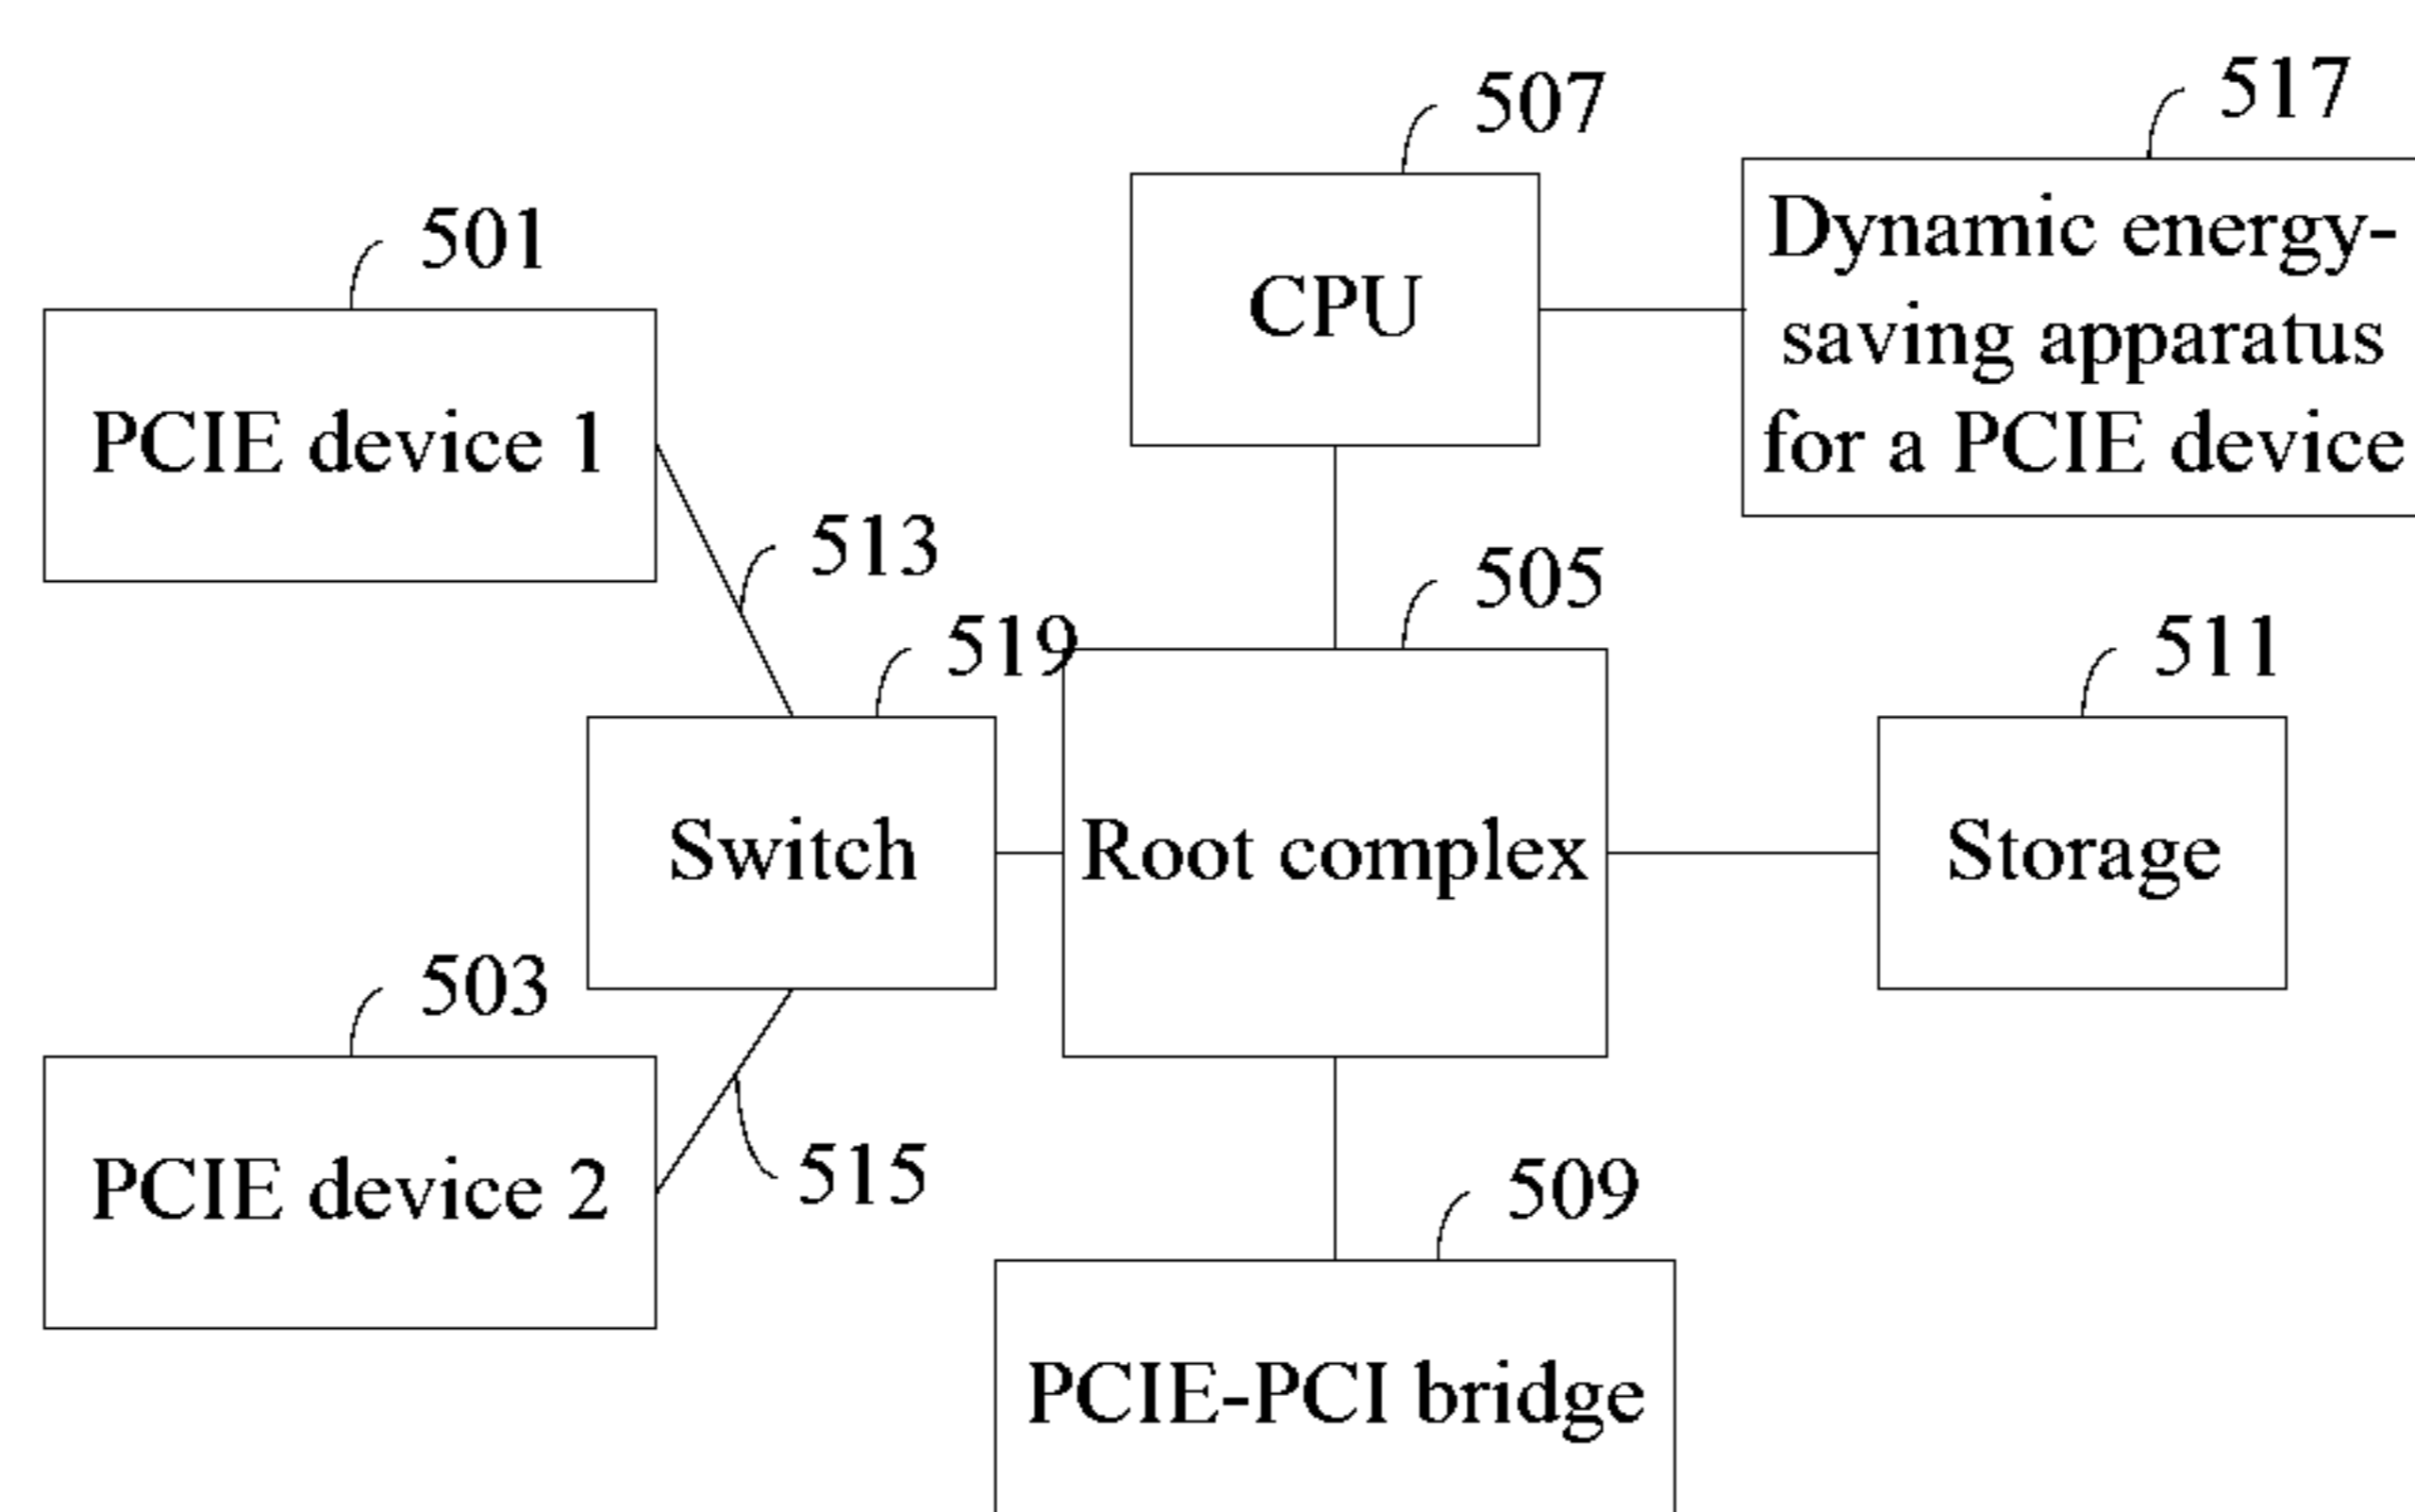 517
507
Dynamic energy-
saving apparatus
for a PCIE device
CPU
501
PCIE device 1
513
505
519
511
Switch
Root complex
Storage
503
PCIE device 2
515
509
PCIE-PCI bridge